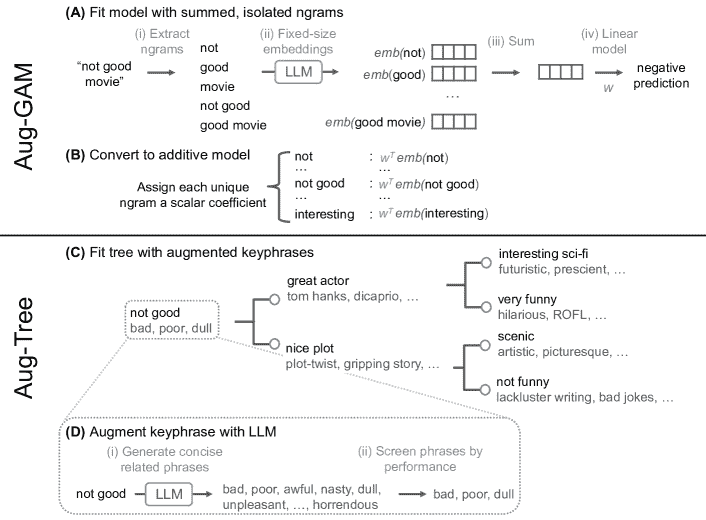 Aug-GAM
(A) Fit model with summed, isolated ngrams
(i) Extract
ngrams
(ii) Fixed-size
embeddings
(iii) Sum
(iv) Linear
model
"not good
movie"
not
good
movie
not good
good movie
LLM
emb(not)
emb(good)
...
emb(good movie)
w
negative
prediction
(B) Convert to additive model
Assign each unique
ngram a scalar coefficient
not : wᵀ emb(not)
... ...
not good : wᵀ emb(not good)
... ...
interesting : wᵀ emb(interesting)
Aug-Tree
(C) Fit tree with augmented keyphrases
not good
bad, poor, dull
great actor
tom hanks, dicaprio, ...
nice plot
plot-twist, gripping story, ...
interesting sci-fi
futuristic, prescient, ...
very funny
hilarious, ROFL, ...
scenic
artistic, picturesque, ...
not funny
lackluster writing, bad jokes, ...
(D) Augment keyphrase with LLM
(i) Generate concise
related phrases
(ii) Screen phrases by
performance
not good
LLM
bad, poor, awful, nasty, dull,
unpleasant, ..., horrendous
bad, poor, dull